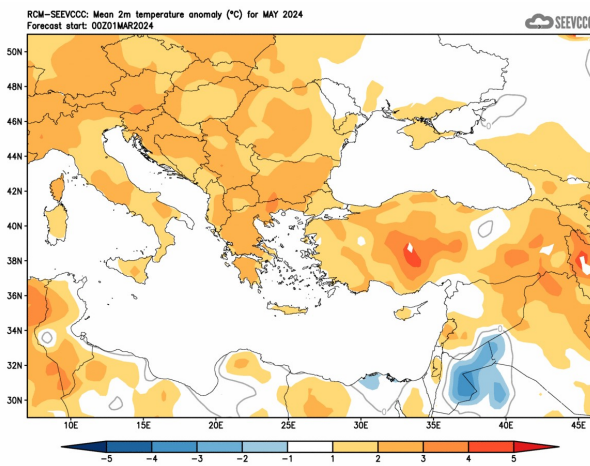 RCM-SEEVCCC: Mean 2m temperature anomaly (°C) for MAY 2024
Forecast start: 00Z01MAR2024
SEEVCCC
50N
48N
46N
44N
42N
40N
38N
36N
34N
32N
30N
10E 15E 20E 25E 30E 35E 40E 45E
-5 -4 -3 -2 -1 1 2 3 4 5